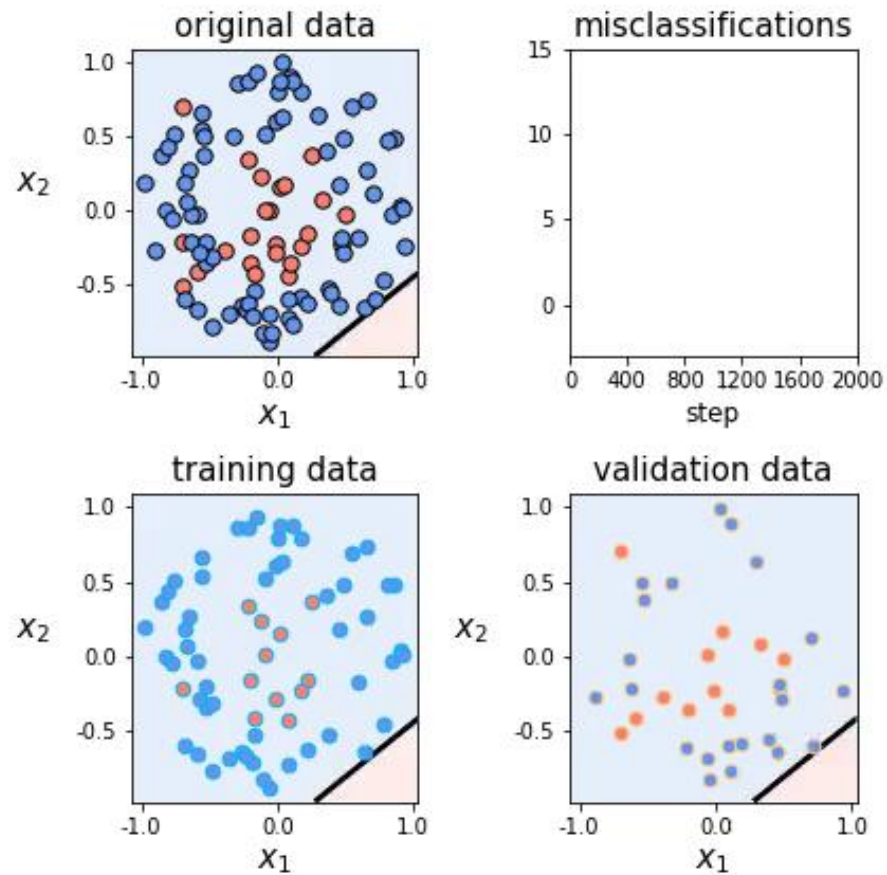 original data
1.0
0.5
0.0
-0.5
x₂
-1.0 0.0 1.0
x₁
misclassifications
15
10
5
0
0 400 800 1200 1600 2000
step
training data
1.0
0.5
0.0
-0.5
x₂
-1.0 0.0 1.0
x₁
validation data
1.0
0.5
0.0
-0.5
x₂
-1.0 0.0 1.0
x₁